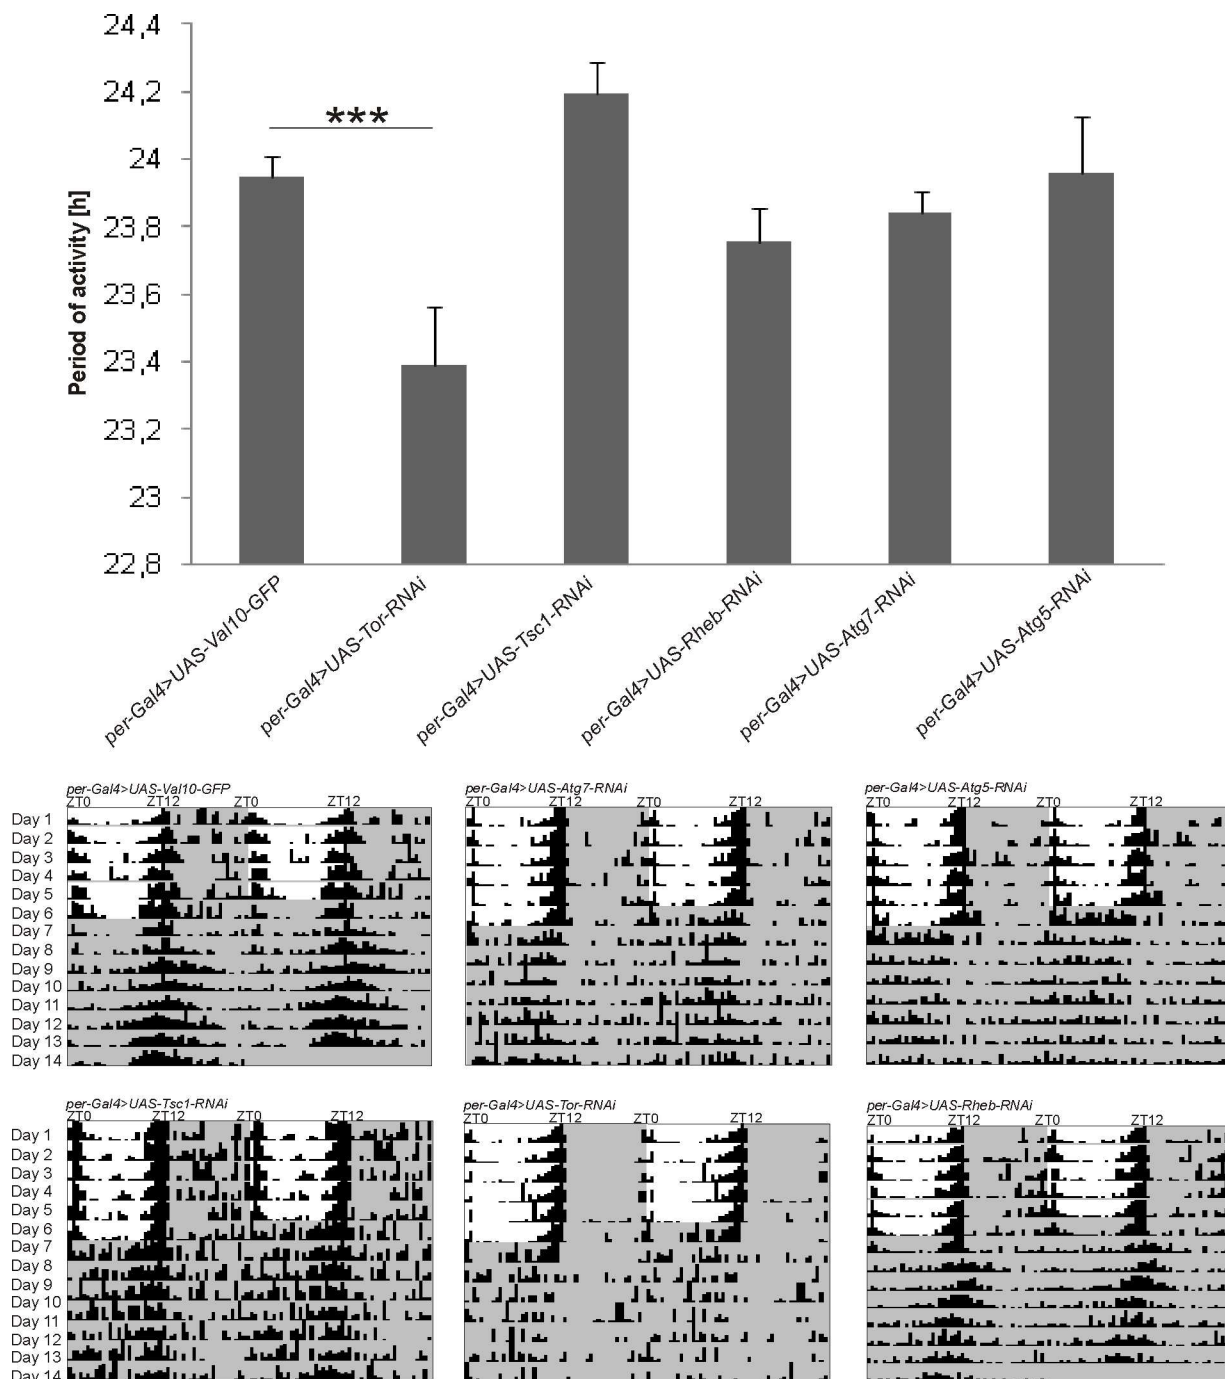 24,4
24,2
24
23,8
23,6
23,4
23,2
23
22,8
Period of activity [h]
***
per-Gal4>UAS-Val10-GFP
per-Gal4>UAS-Tor-RNAi
per-Gal4>UAS-Tsc1-RNAi
per-Gal4>UAS-Rheb-RNAi
per-Gal4>UAS-Atg7-RNAi
per-Gal4>UAS-Atg5-RNAi
per-Gal4>UAS-Val10-GFP
ZT0 ZT12 ZT0 ZT12
Day 1
Day 2
Day 3
Day 4
Day 5
Day 6
Day 7
Day 8
Day 9
Day 10
Day 11
Day 12
Day 13
Day 14
per-Gal4>UAS-Atg7-RNAi
ZT0 ZT12 ZT0 ZT12
per-Gal4>UAS-Atg5-RNAi
ZT0 ZT12 ZT0 ZT12
per-Gal4>UAS-Tsc1-RNAi
ZT0 ZT12 ZT0 ZT12
Day 1
Day 2
Day 3
Day 4
Day 5
Day 6
Day 7
Day 8
Day 9
Day 10
Day 11
Day 12
Day 13
Day 14
per-Gal4>UAS-Tor-RNAi
ZT0 ZT12 ZT0 ZT12
per-Gal4>UAS-Rheb-RNAi
ZT0 ZT12 ZT0 ZT12